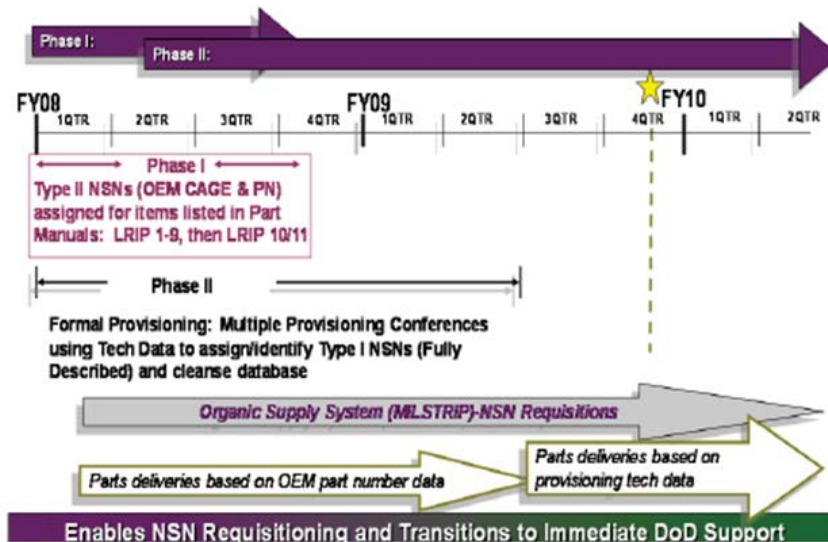 Phase I:
Phase II:
FY08
FY09
FY10
1QTR 2QTR 3QTR 4QTR 1QTR 2QTR 3QTR 4QTR 1QTR 2QTR
Phase I
Type II NSNs (OEM CAGE & PN)
assigned for items listed in Part
Manuals: LRIP 1-9, then LRIP 10/11
Phase II
Formal Provisioning: Multiple Provisioning Conferences
using Tech Data to assign/identify Type I NSNs (Fully
Described) and cleanse database
Organic Supply System (MILSTRIP)-NSN Requisitions
Parts deliveries based on OEM part number data
Parts deliveries based on
provisioning tech data
Enables NSN Requisitioning and Transitions to Immediate DoD Support